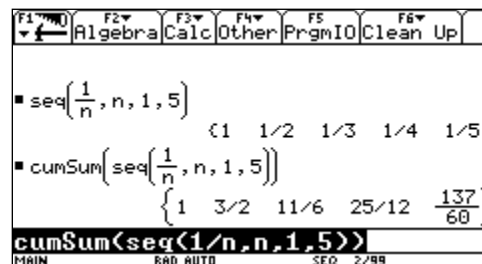 F1 F2 F3 F4 F5 F6
Algebra Calc Other PrgmIO Clean Up
▪ seq(1/n, n, 1, 5)
{1 1/2 1/3 1/4 1/5
▪ cumSum(seq(1/n, n, 1, 5))
{1 3/2 11/6 25/12 137/60
cumSum(seq(1/n,n,1,5))
MAIN RAD AUTO SEQ 2/99